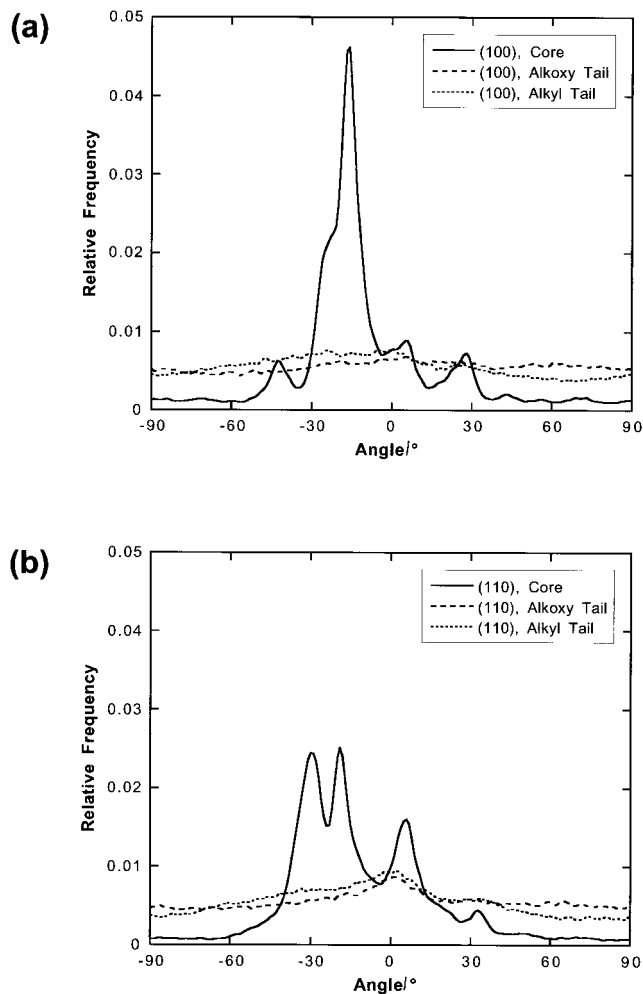 (a)
0.05
0.04
0.03
0.02
0.01
0
Relative Frequency
(100), Core
(100), Alkoxy Tail
(100), Alkyl Tail
-90 -60 -30 0 30 60 90
Angle/°
(b)
0.05
0.04
0.03
0.02
0.01
0
Relative Frequency
(110), Core
(110), Alkoxy Tail
(110), Alkyl Tail
-90 -60 -30 0 30 60 90
Angle/°